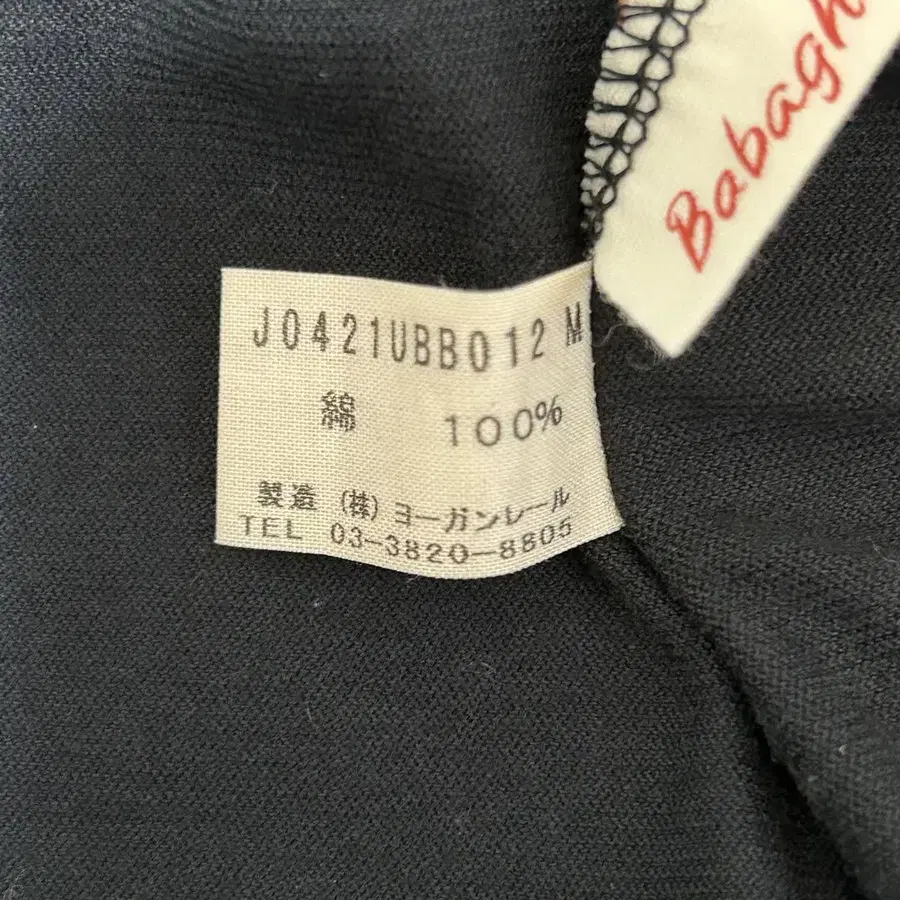 Babagh
J0421UBB012 M
綿 100%
製造 (株) ヨーガンレール
TEL 03-3820-8805